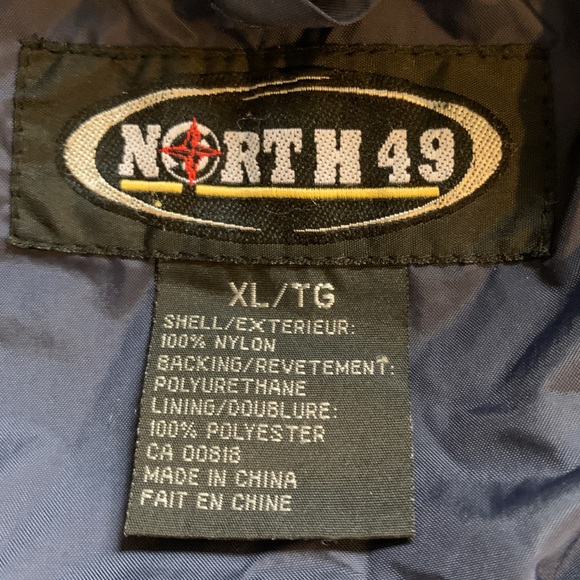 NORTH 49
XL/TG
SHELL/EXTERIEUR:
100% NYLON
BACKING/REVETEMENT:
POLYURETHANE
LINING/DOUBLURE:
100% POLYESTER
CA 00818
MADE IN CHINA
FAIT EN CHINE